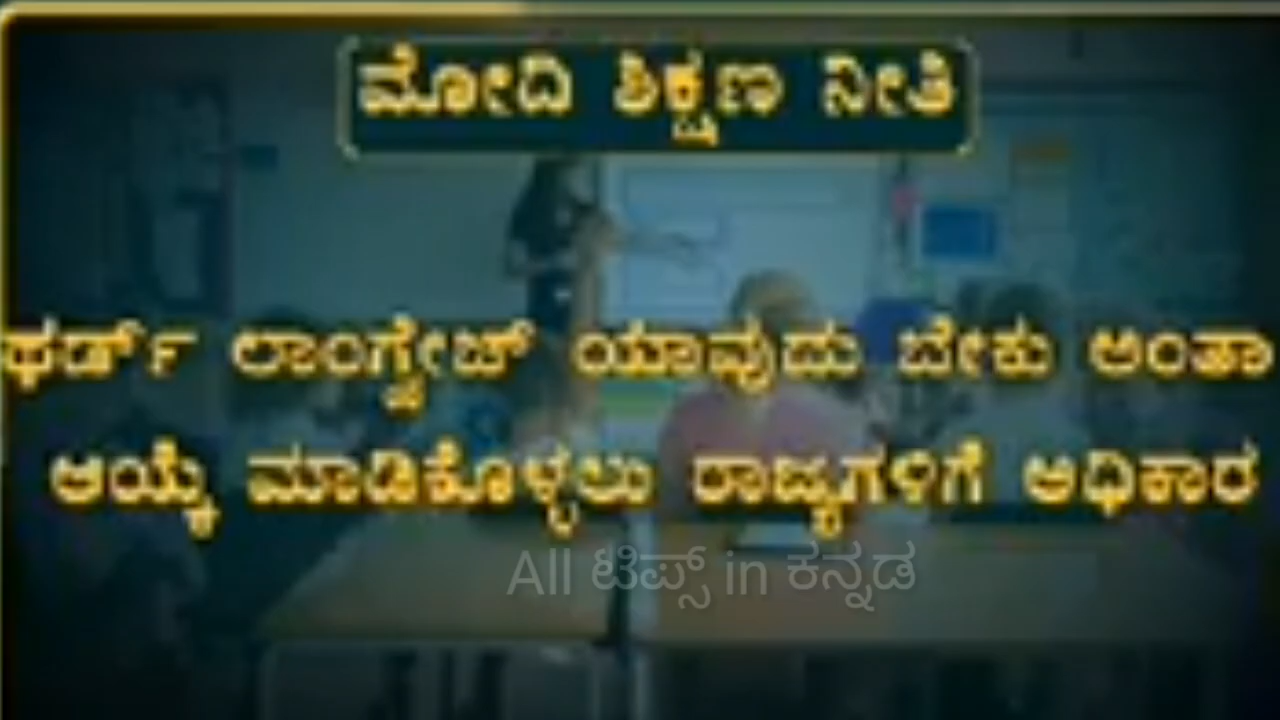 ಮೋದಿ ಶಿಕ್ಷಣ ನೀತಿ
ಥರ್ಡ್ ಲಾಂಗ್ವೇಜ್ ಯಾವುದು ಬೇಕು ಅಂತಾ
ಆಯ್ಕೆ ಮಾಡಿಕೊಳ್ಳಲು ರಾಜ್ಯಗಳಿಗೆ ಅಧಿಕಾರ
All ಟಿಪ್ಸ್ in ಕನ್ನಡ